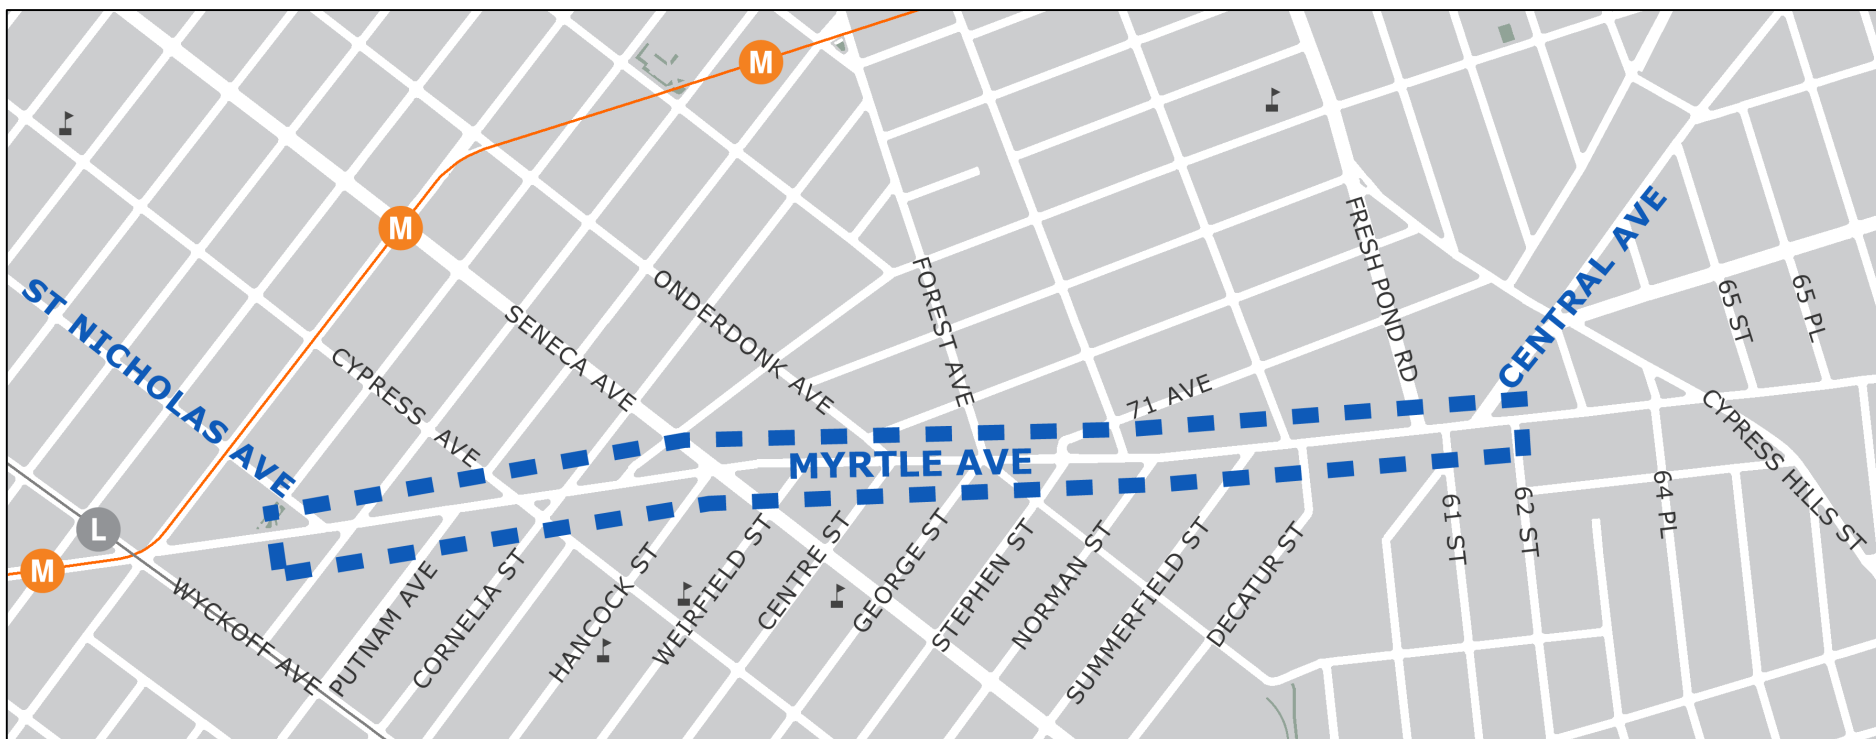 M
M
ST NICHOLAS AVE
CYPRESS AVE
SENECA AVE
ONDERDONK AVE
FOREST AVE
71 AVE
FRESH POND RD
CENTRAL AVE
65 ST
65 PL
MYRTLE AVE
L
M
WYCKOFF AVE
PUTNAM AVE
CORNELIA ST
HANCOCK ST
WEIRFIELD ST
CENTRE ST
GEORGE ST
STEPHEN ST
NORMAN ST
SUMMERFIELD ST
DECATUR ST
61 ST
62 ST
64 PL
CYPRESS HILLS ST